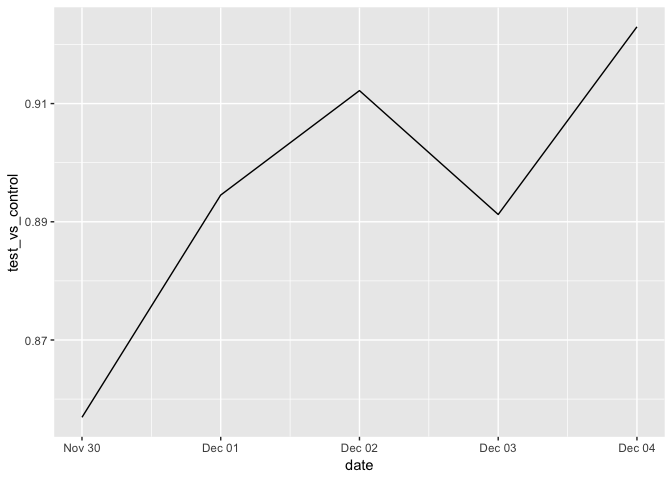 test_vs_control
0.91
0.89
0.87
Nov 30
Dec 01
Dec 02
Dec 03
Dec 04
date